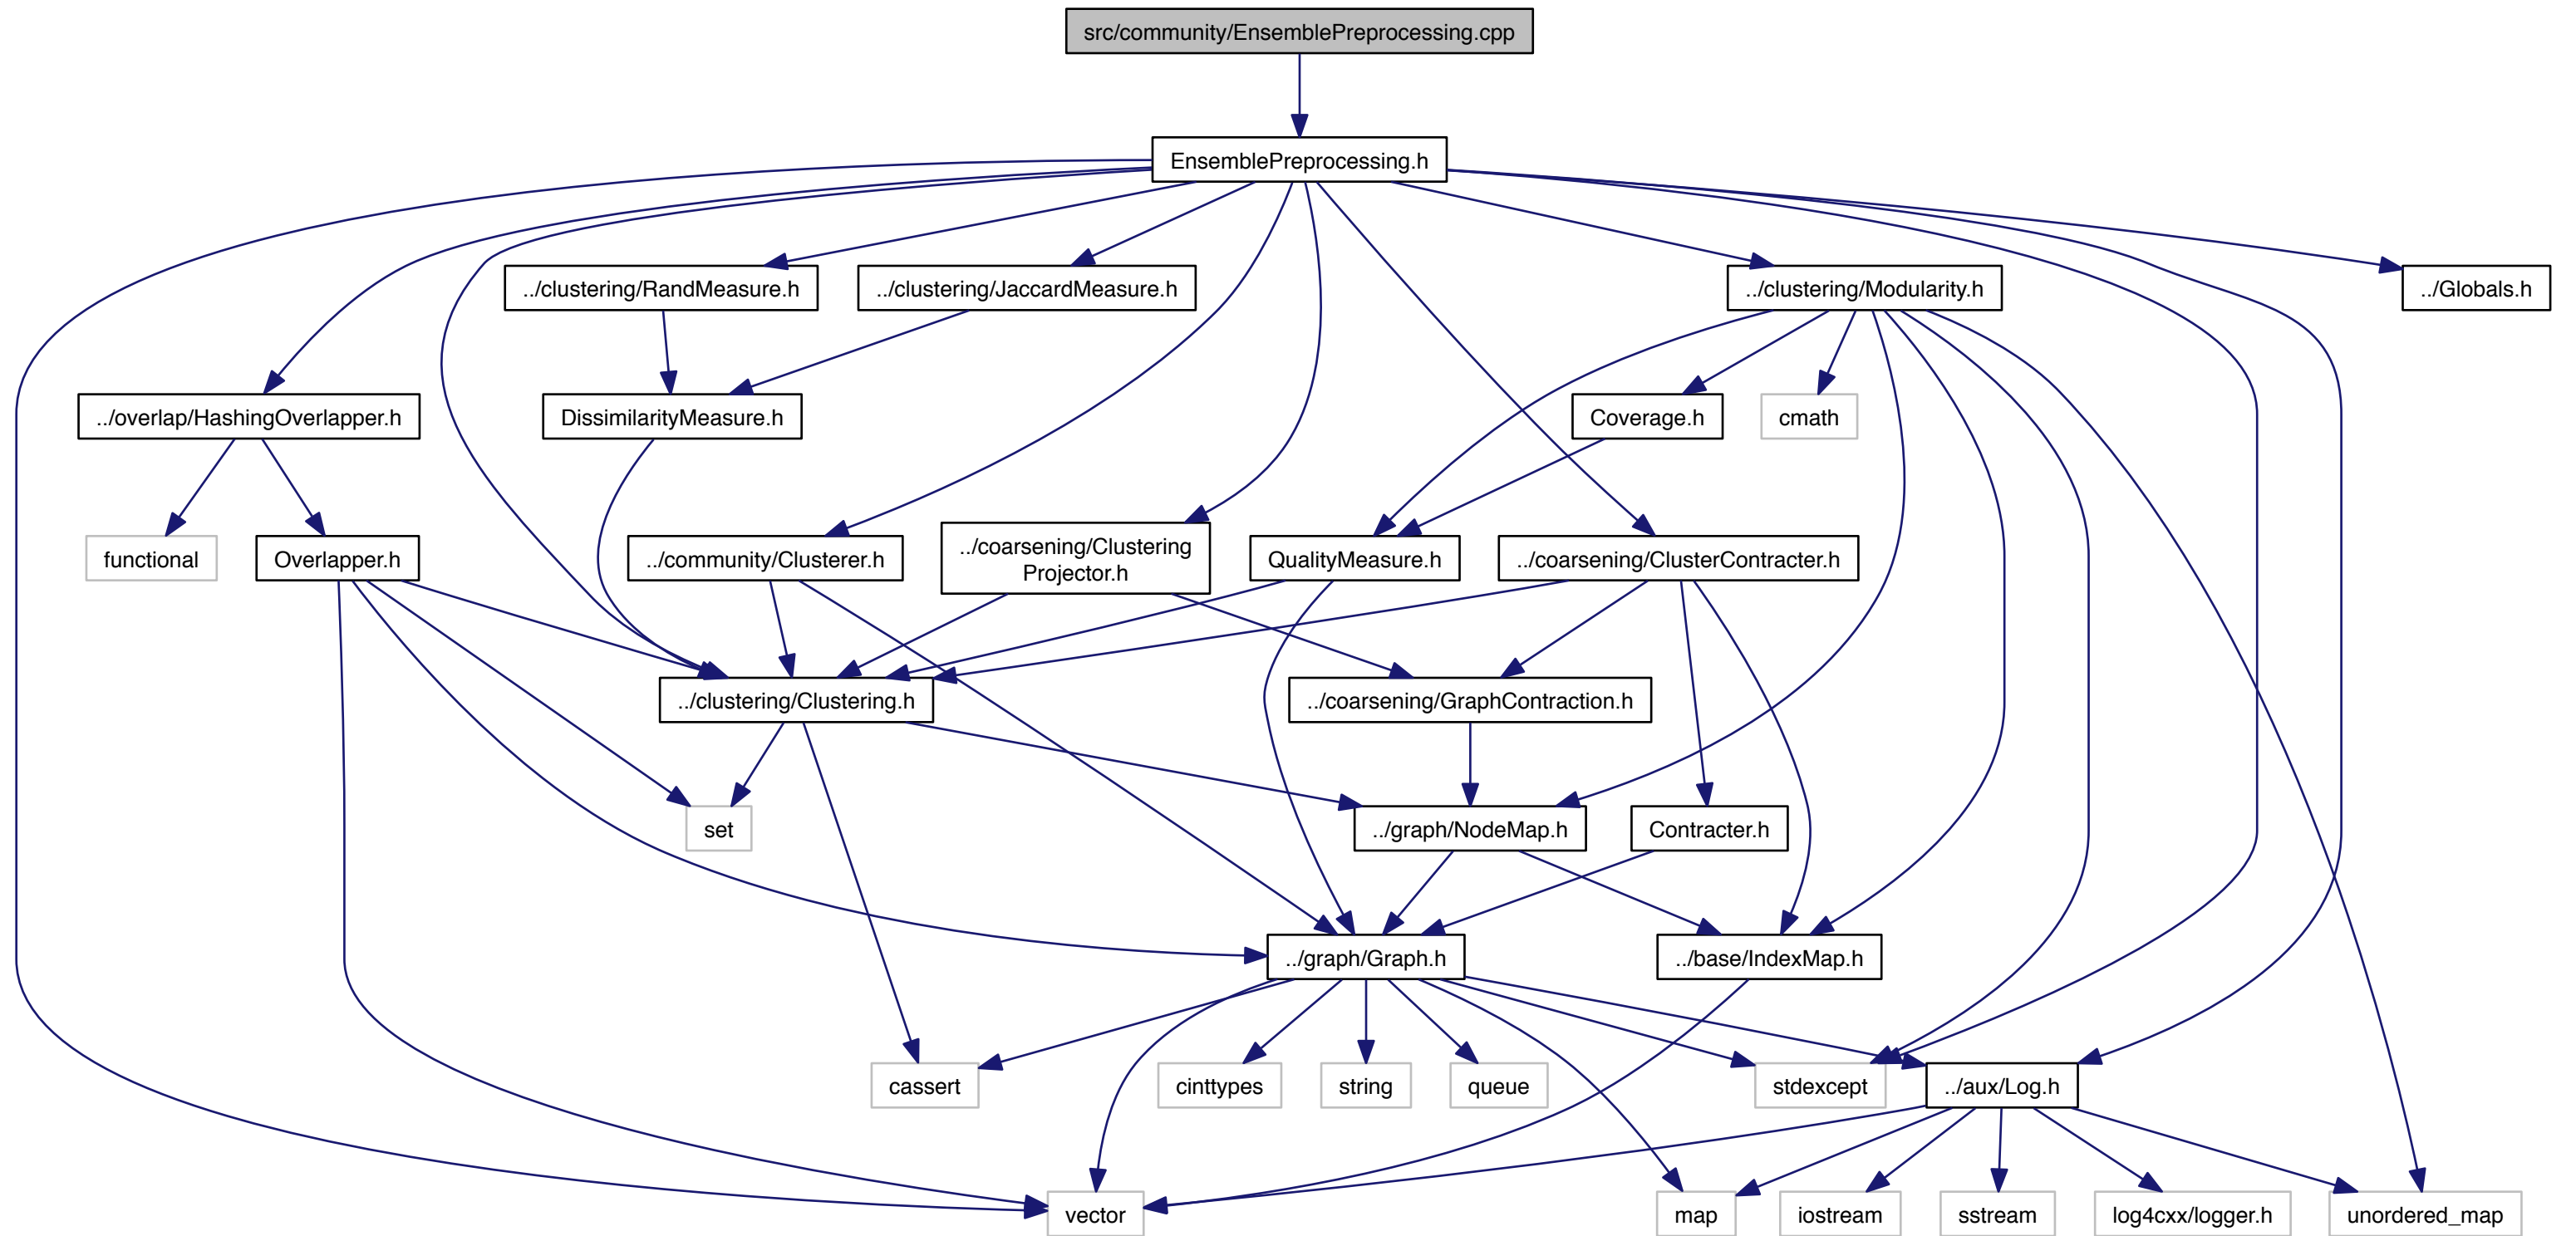 src/community/EnsemblePreprocessing.cpp
EnsemblePreprocessing.h
../clustering/RandMeasure.h
../clustering/JaccardMeasure.h
../clustering/Modularity.h
../Globals.h
../overlap/HashingOverlapper.h
DissimilarityMeasure.h
Coverage.h
cmath
functional
Overlapper.h
../community/Clusterer.h
../coarsening/Clustering
Projector.h
QualityMeasure.h
../coarsening/ClusterContracter.h
../clustering/Clustering.h
../coarsening/GraphContraction.h
set
../graph/NodeMap.h
Contracter.h
../graph/Graph.h
../base/IndexMap.h
cassert
cinttypes
string
queue
stdexcept
../aux/Log.h
vector
map
iostream
sstream
log4cxx/logger.h
unordered_map